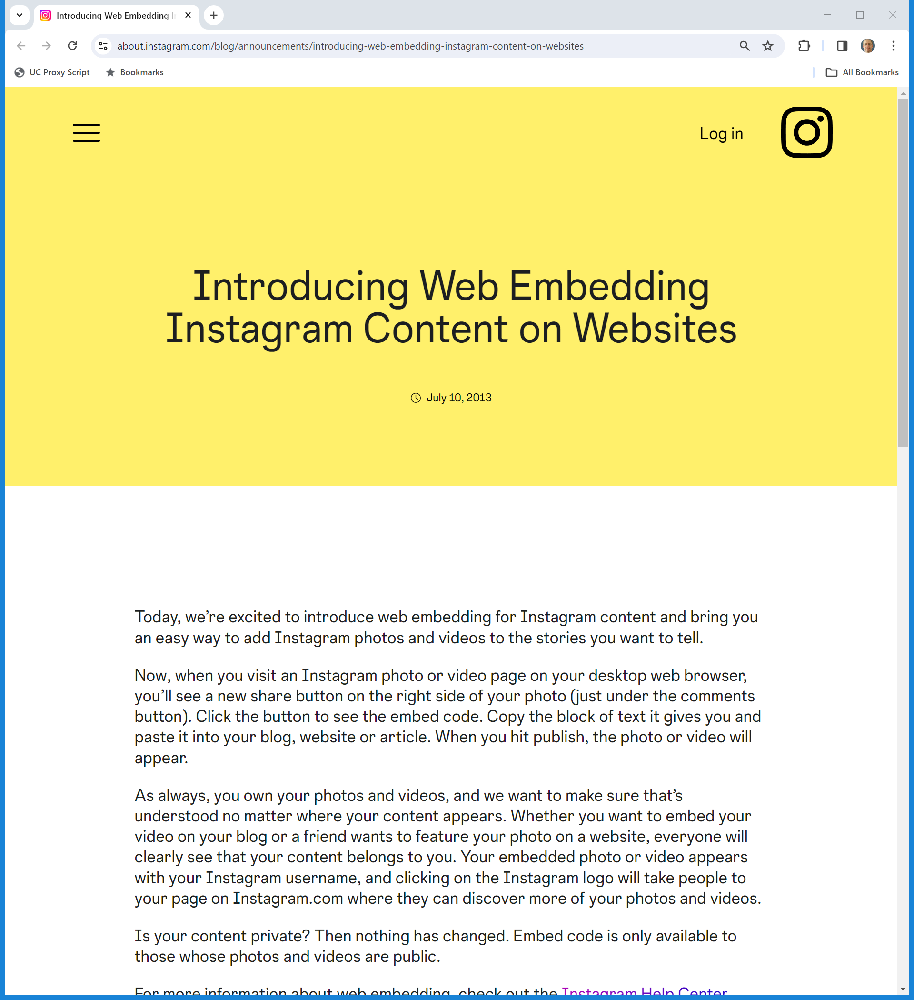 Introducing Web Embedding I
about.instagram.com/blog/announcements/introducing-web-embedding-instagram-content-on-websites
UC Proxy Script
Bookmarks
All Bookmarks
Log in
Introducing Web Embedding
Instagram Content on Websites
July 10, 2013
Today, we’re excited to introduce web embedding for Instagram content and bring you
an easy way to add Instagram photos and videos to the stories you want to tell.
Now, when you visit an Instagram photo or video page on your desktop web browser,
you’ll see a new share button on the right side of your photo (just under the comments
button). Click the button to see the embed code. Copy the block of text it gives you and
paste it into your blog, website or article. When you hit publish, the photo or video will
appear.
As always, you own your photos and videos, and we want to make sure that’s
understood no matter where your content appears. Whether you want to embed your
video on your blog or a friend wants to feature your photo on a website, everyone will
clearly see that your content belongs to you. Your embedded photo or video appears
with your Instagram username, and clicking on the Instagram logo will take people to
your page on Instagram.com where they can discover more of your photos and videos.
Is your content private? Then nothing has changed. Embed code is only available to
those whose photos and videos are public.
For more information about web embedding, check out the Instagram Help Center